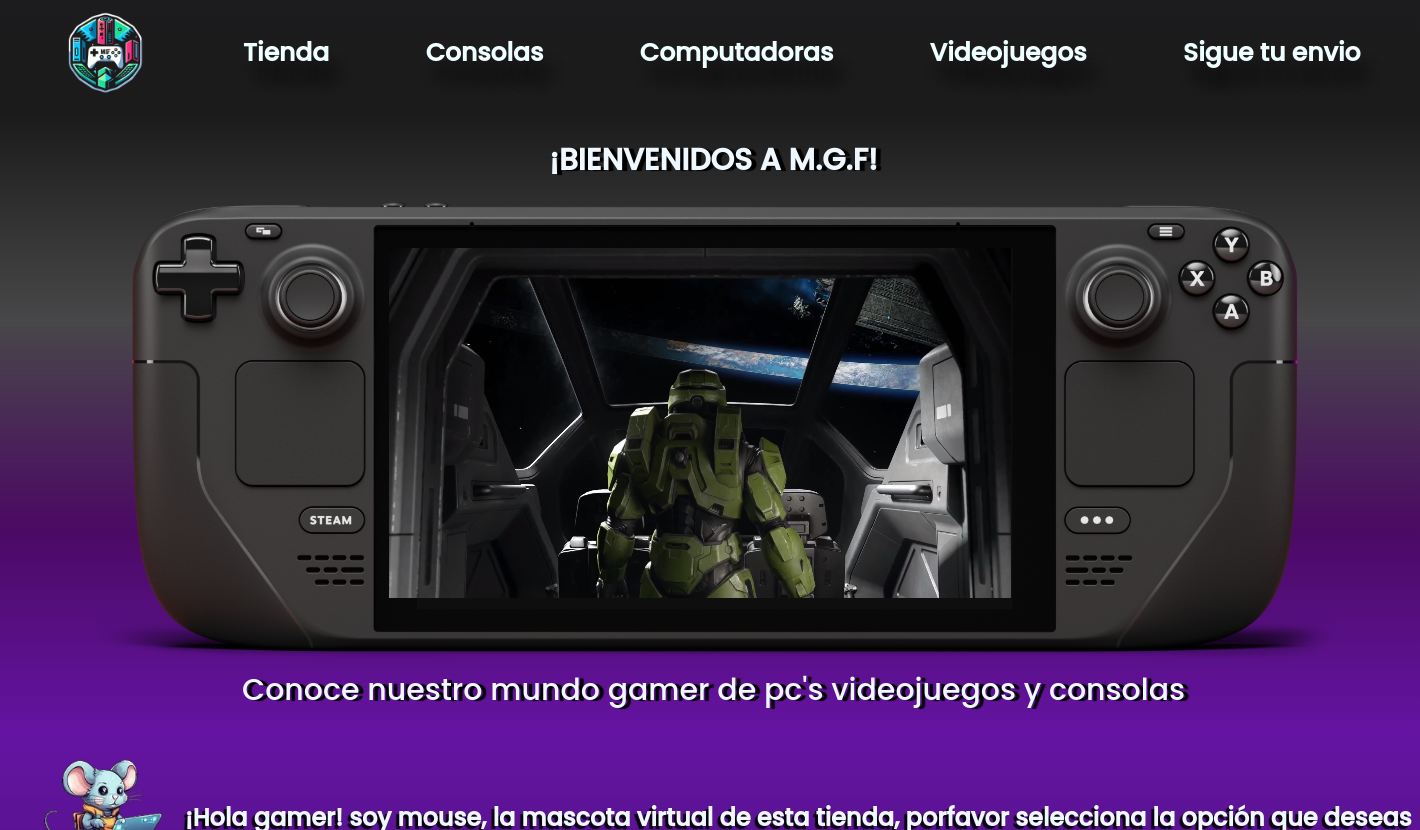 Tienda Consolas Computadoras Videojuegos Sigue tu envio
¡BIENVENIDOS A M.G.F!
Y
X B
A
STEAM
Conoce nuestro mundo gamer de pc's videojuegos y consolas
¡Hola gamer! soy mouse, la mascota virtual de esta tienda, porfavor selecciona la opción que deseas